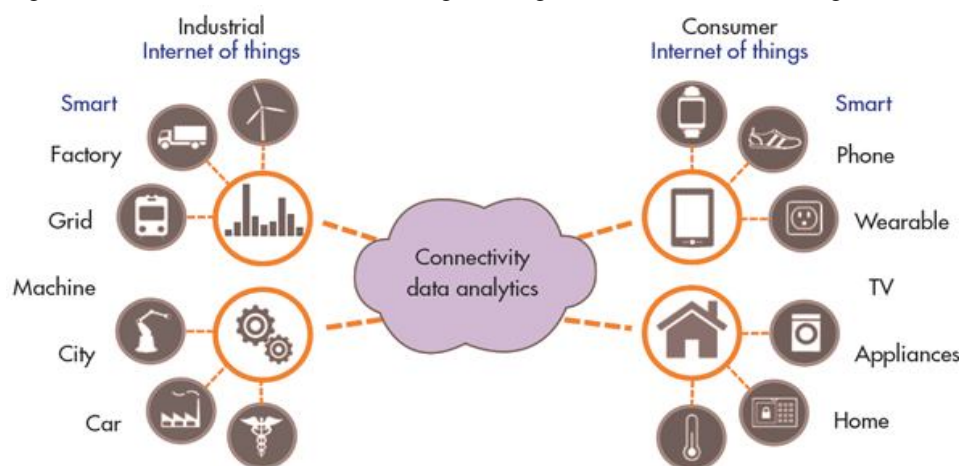 Industrial
Internet of things
Consumer
Internet of things
Smart
Factory
Grid
Machine
City
Car
Connectivity
data analytics
Smart
Phone
Wearable
TV
Appliances
Home